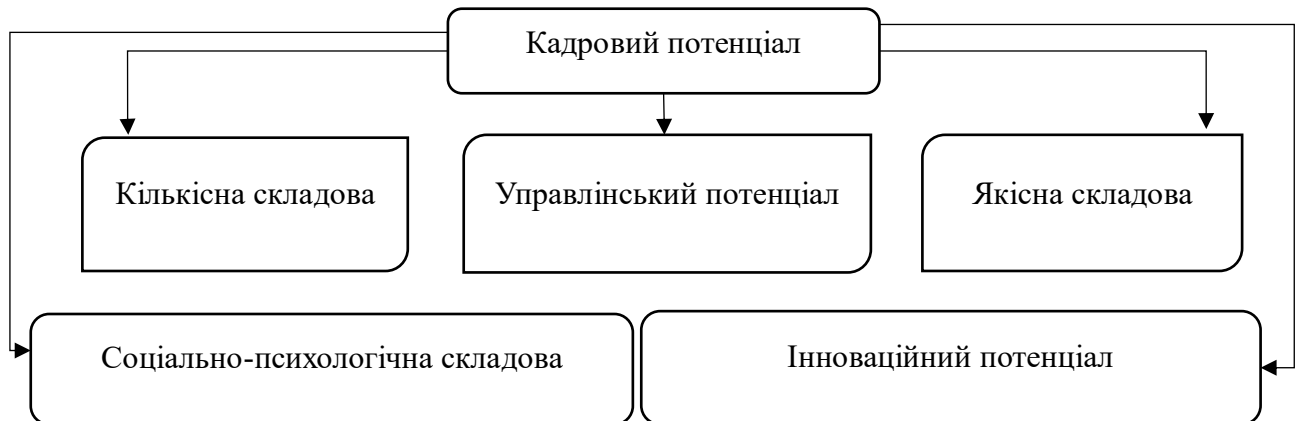 Кадровий потенціал
Кількісна складова
Управлінський потенціал
Якісна складова
Соціально-психологічна складова
Інноваційний потенціал